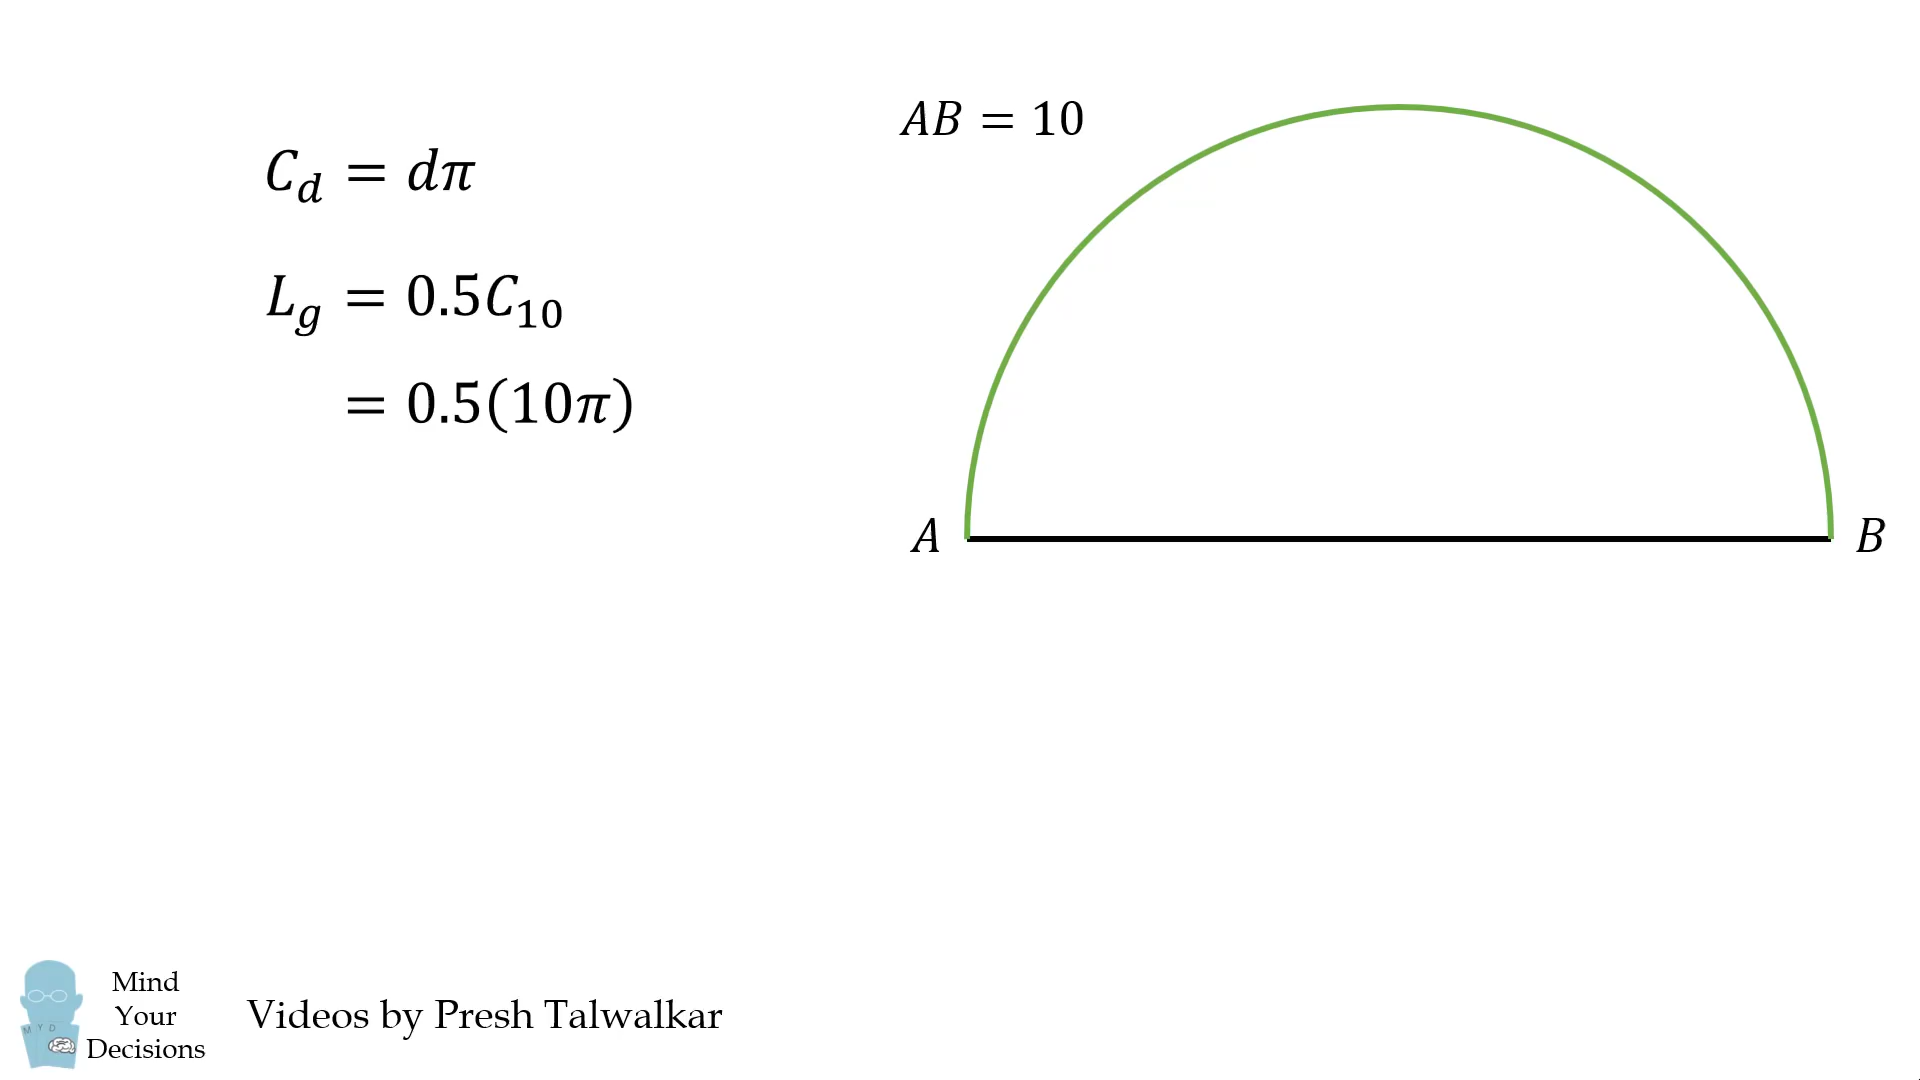 AB = 10
C_d = dπ
L_g = 0.5C_10
= 0.5(10π)
A
B
M Y D
Mind
Your
Decisions
Videos by Presh Talwalkar